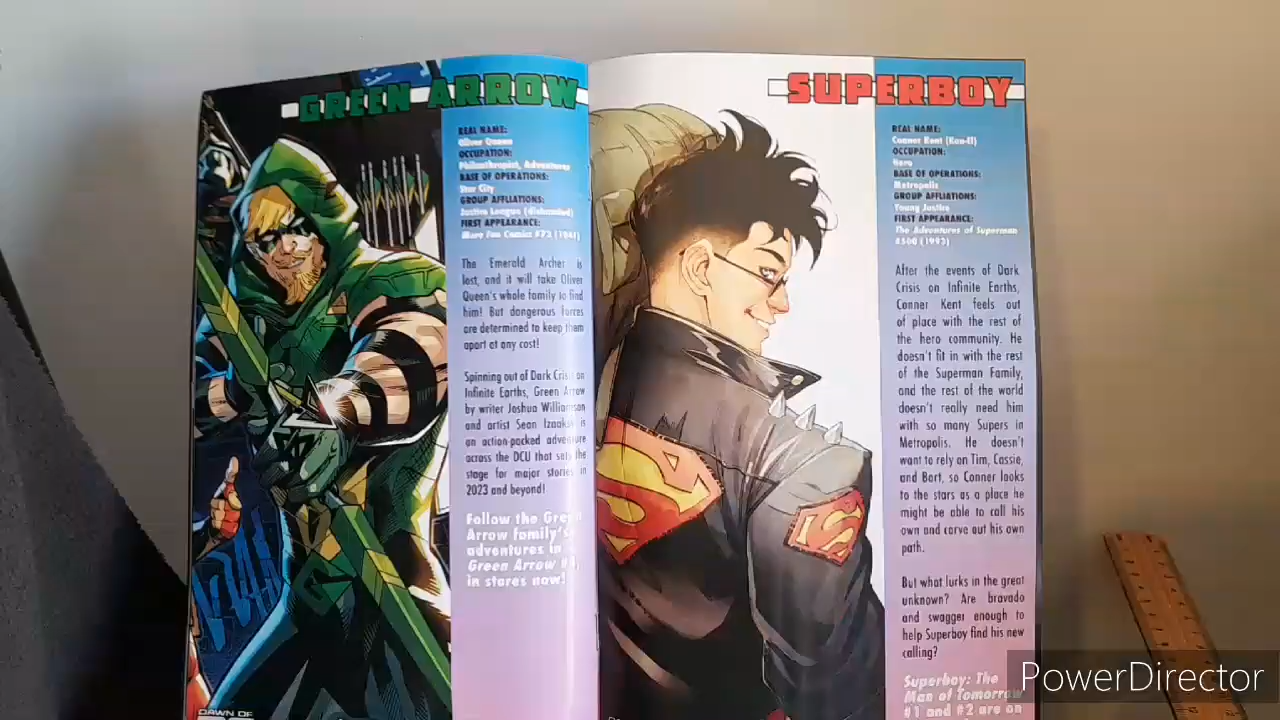 GREEN ARROW
REAL NAME:
Oliver Queen
OCCUPATION:
Philanthropist, Adventurer
BASE OF OPERATIONS:
Star City
GROUP AFFLIATIONS:
Justice League (disbanded)
FIRST APPEARANCE:
More Fun Comics #73 (1941)
The Emerald Archer is
lost, and it will take Oliver
Queen's whole family to find
him! But dangerous forces
are determined to keep them
apart at any cost!
Spinning out of Dark Crisis on
Infinite Earths, Green Arrow
by writer Joshua Williamson
and artist Sean Izaakse is
an action-packed adventure
across the DCU that sets the
stage for major stories in
2023 and beyond!
Follow the Green
Arrow family's
adventures in
Green Arrow #1,
in stores now!
DAWN OF
SUPERBOY
REAL NAME:
Conner Kent (Kon-El)
OCCUPATION:
Hero
BASE OF OPERATIONS:
Metropolis
GROUP AFFLIATIONS:
Young Justice
FIRST APPEARANCE:
The Adventures of Superman
#500 (1993)
After the events of Dark
Crisis on Infinite Earths,
Conner Kent feels out
of place with the rest of
the hero community. He
doesn't fit in with the rest
of the Superman Family,
and the rest of the world
doesn't really need him
with so many Supers in
Metropolis. He doesn't
want to rely on Tim, Cassie,
and Bart, so Conner looks
to the stars as a place he
might be able to call his
own and carve out his own
path.
But what lurks in the great
unknown? Are bravado
and swagger enough to
help Superboy find his new
calling?
Superboy: The
Man of Tomorrow
#1 and #2 are on
PowerDirector